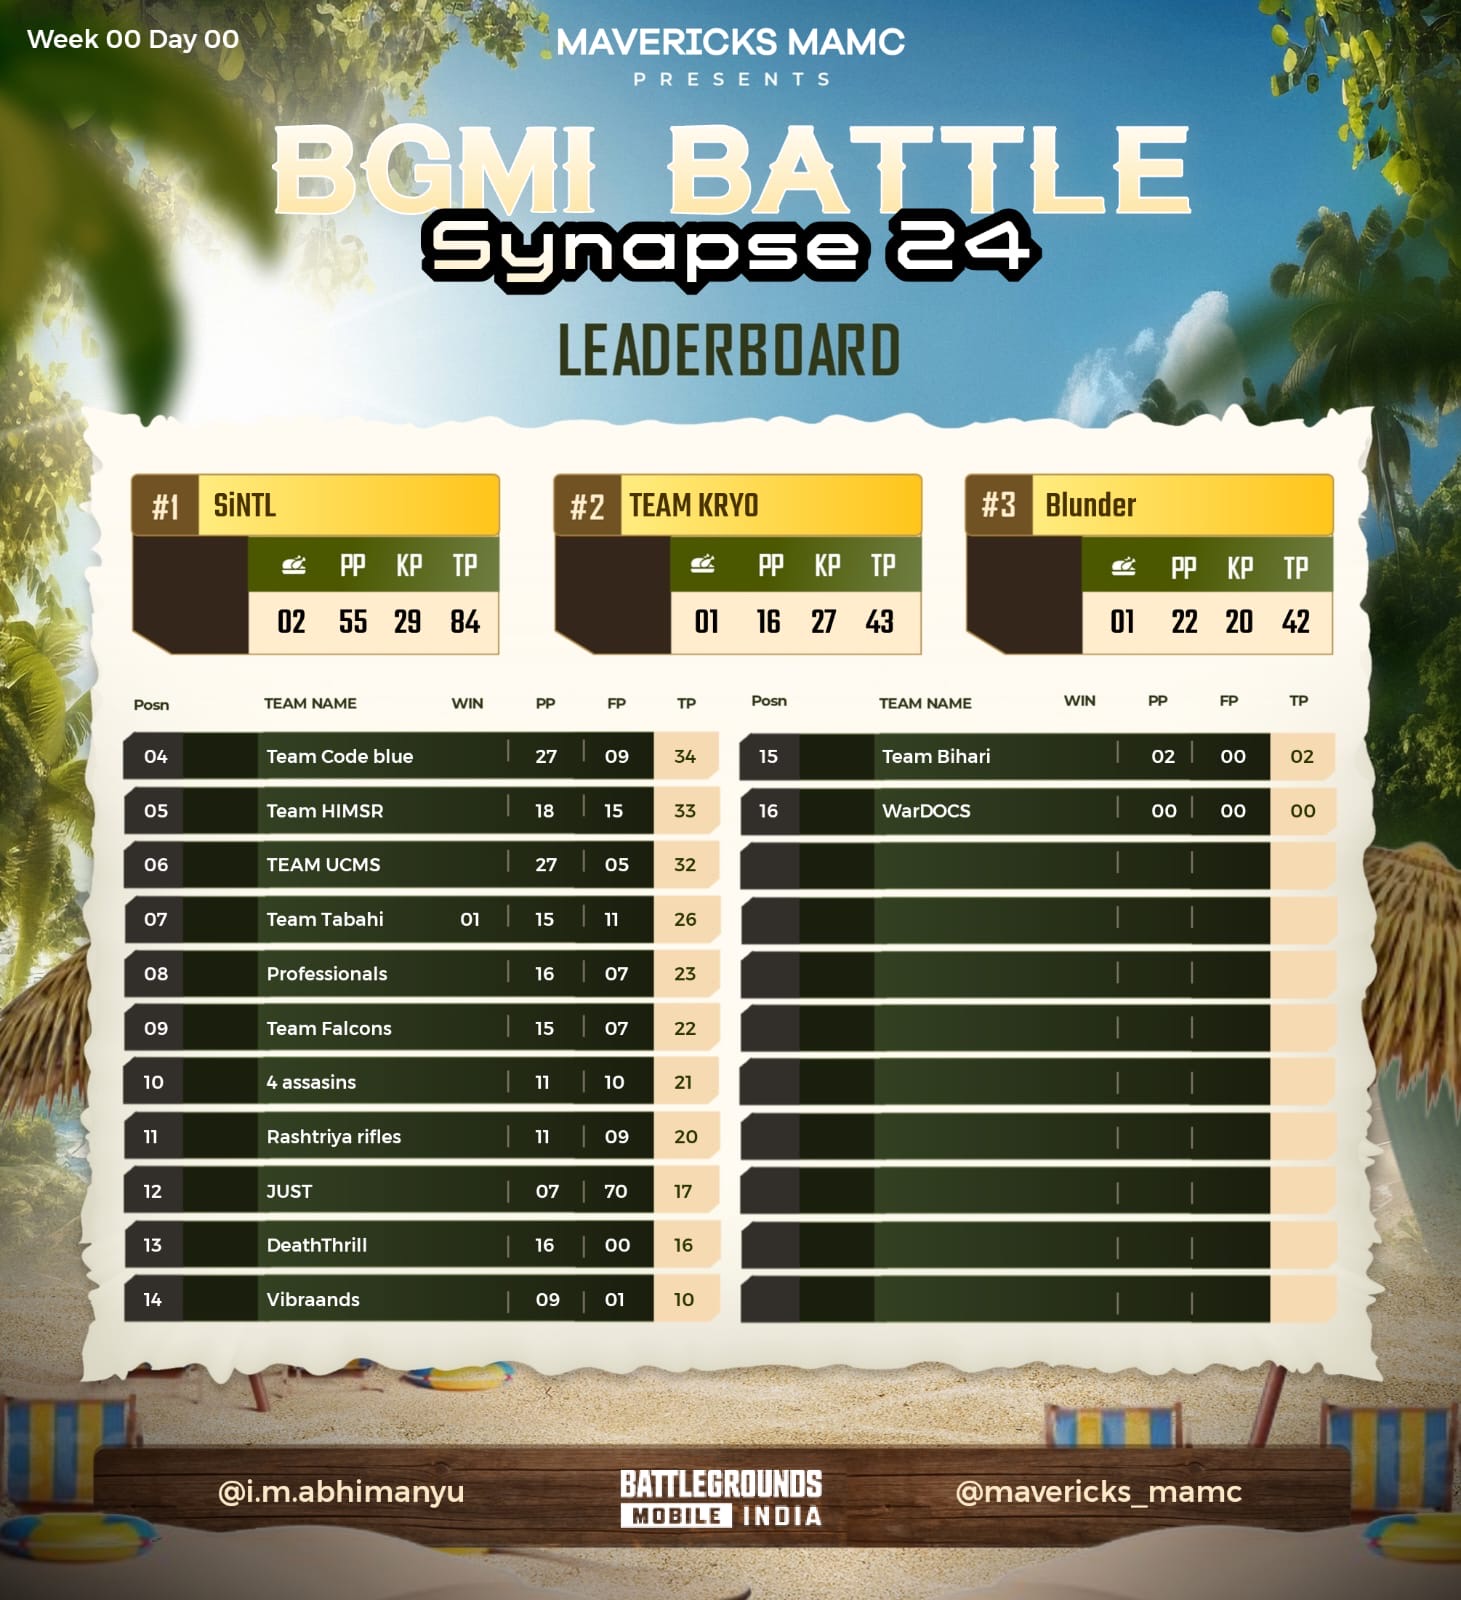 Week 00 Day 00
MAVERICKS MAMC
PRESENTS
BGMI BATTLE
Synapse 24
LEADERBOARD
#1 SiNTL
PP KP TP
02 55 29 84
#2 TEAM KRYO
PP KP TP
01 16 27 43
#3 Blunder
PP KP TP
01 22 20 42
Posn TEAM NAME WIN PP FP TP
04 Team Code blue 27 09 34
05 Team HIMSR 18 15 33
06 TEAM UCMS 27 05 32
07 Team Tabahi 01 15 11 26
08 Professionals 16 07 23
09 Team Falcons 15 07 22
10 4 assasins 11 10 21
11 Rashtriya rifles 11 09 20
12 JUST 07 70 17
13 DeathThrill 16 00 16
14 Vibraands 09 01 10
Posn TEAM NAME WIN PP FP TP
15 Team Bihari 02 00 02
16 WarDOCS 00 00 00
@i.m.abhimanyu
BATTLEGROUNDS
MOBILE INDIA
@mavericks_mamc